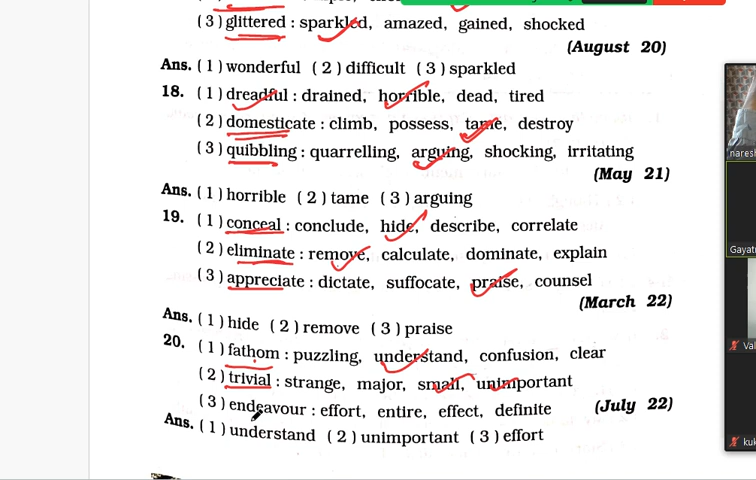 (3) glittered : sparkled, amazed, gained, shocked
(August 20)
Ans. (1) wonderful (2) difficult (3) sparkled
18. (1) dreadful : drained, horrible, dead, tired
(2) domesticate : climb, possess, tame, destroy
(3) quibbling : quarrelling, arguing, shocking, irritating
(May 21)
Ans. (1) horrible (2) tame (3) arguing
19. (1) conceal : conclude, hide, describe, correlate
(2) eliminate : remove, calculate, dominate, explain
(3) appreciate : dictate, suffocate, praise, counsel
(March 22)
Ans. (1) hide (2) remove (3) praise
20. (1) fathom : puzzling, understand, confusion, clear
(2) trivial : strange, major, small, unimportant
(3) endeavour : effort, entire, effect, definite (July 22)
Ans. (1) understand (2) unimportant (3) effort
nares
Gayat
Val
kuk